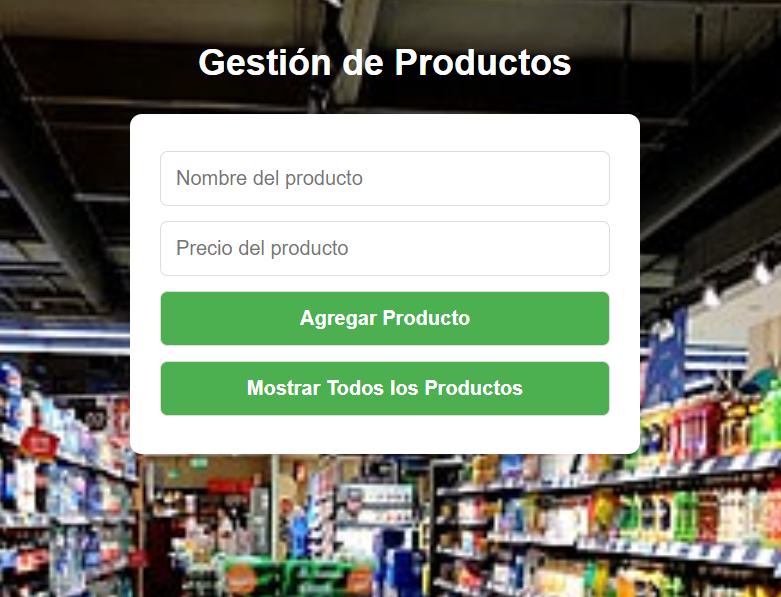 Gestión de Productos
Nombre del producto
Precio del producto
Agregar Producto
Mostrar Todos los Productos